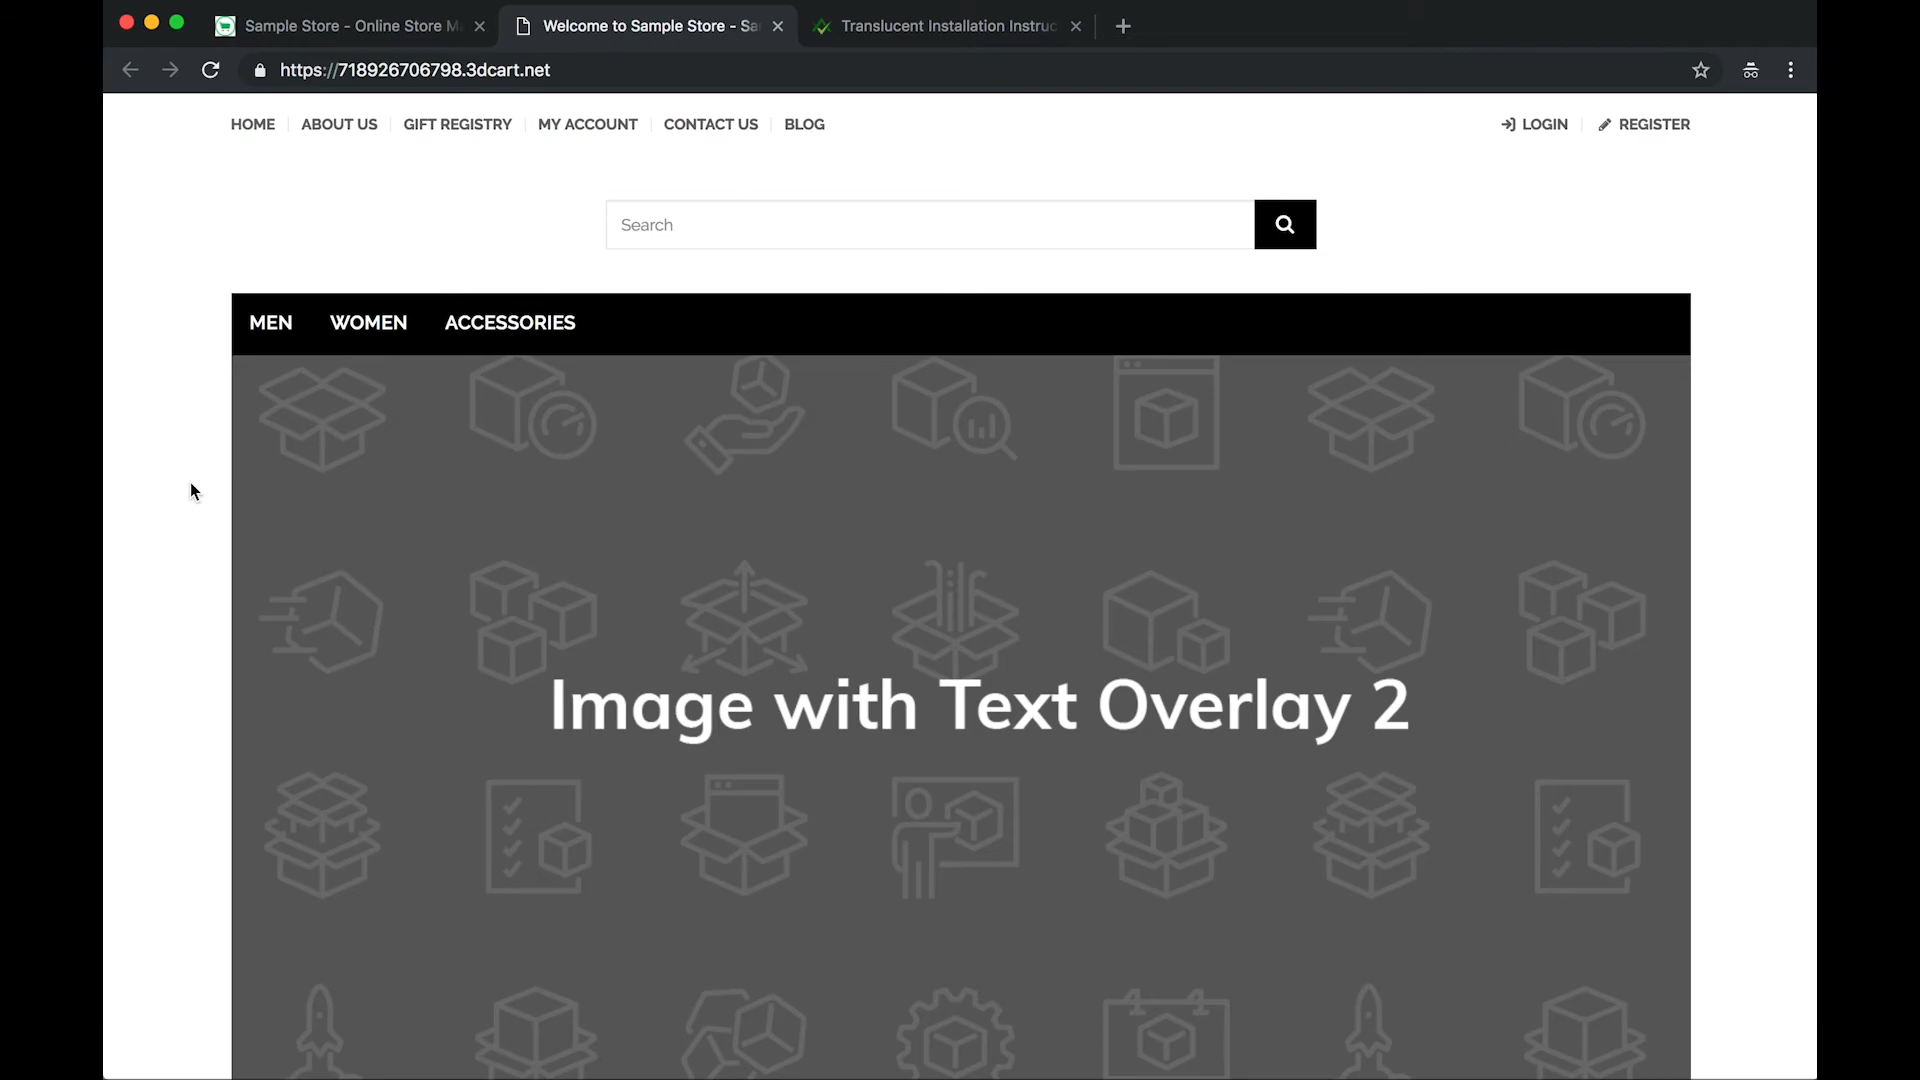 Sample Store - Online Store M
Welcome to Sample Store - Sa
Translucent Installation Instruc
https://718926706798.3dcart.net
HOME
ABOUT US
GIFT REGISTRY
MY ACCOUNT
CONTACT US
BLOG
LOGIN
REGISTER
Search
MEN
WOMEN
ACCESSORIES
Image with Text Overlay 2